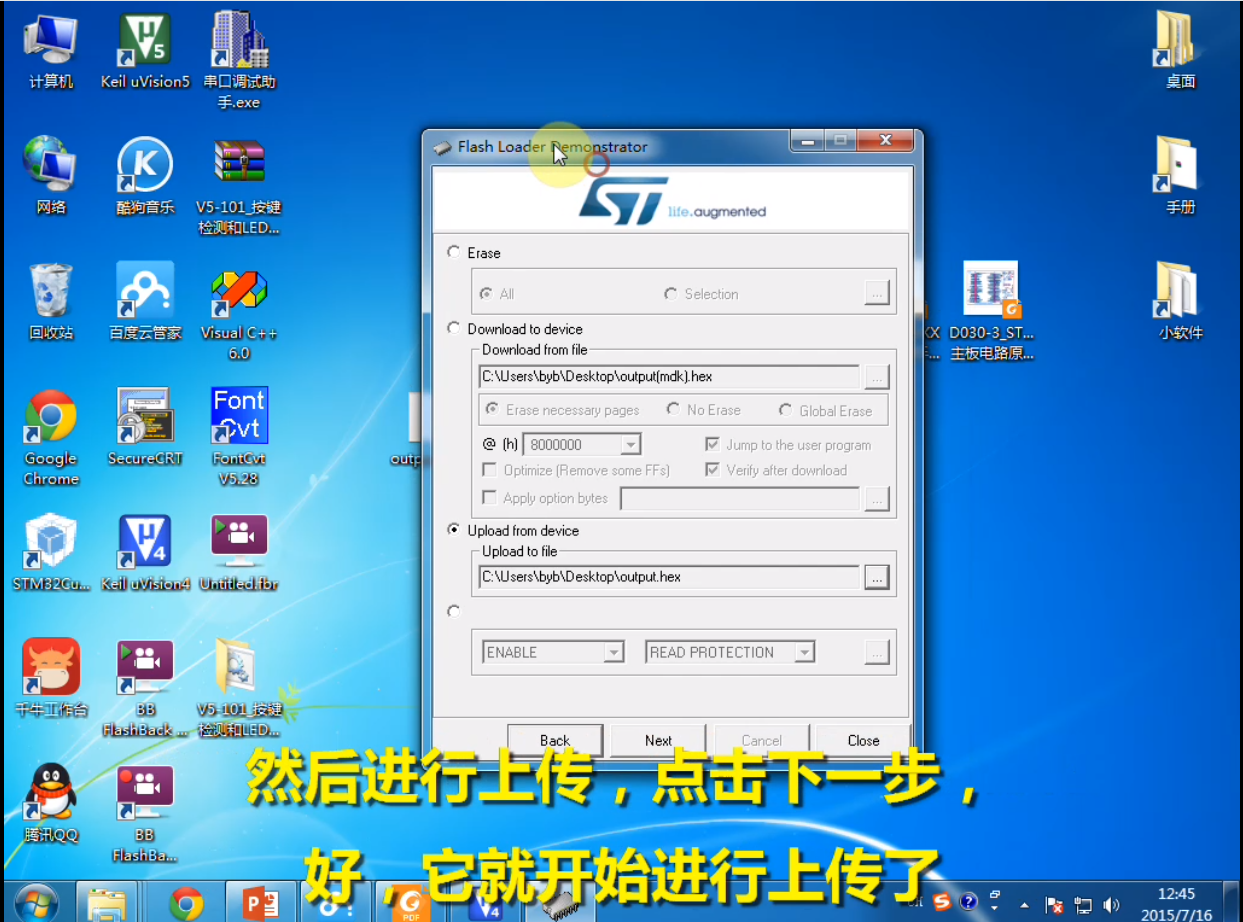 计算机
Keil uVision5
串口调试助
手.exe
桌面
网络
酷狗音乐
V5-101_按键
检测和LED...
手册
回收站
百度云管家
Visual C++
6.0
D030-3_ST...
主板电路原...
小软件
Google
Chrome
SecureCRT
Font
Cvt
FontCvt
V5.28
STM32Cu...
Keil uVision4
Untitled.fbr
千牛工作台
BB
FlashBack ...
V5-101_按键
检测和LED...
腾讯QQ
BB
FlashBa...
Flash Loader Demonstrator
ST life.augmented
Erase
All
Selection
...
Download to device
Download from file
C:\Users\byb\Desktop\output(mdk).hex
...
Erase necessary pages
No Erase
Global Erase
@ (h) 8000000
Jump to the user program
Optimize (Remove some FFs)
Verify after download
Apply option bytes
...
Upload from device
Upload to file
C:\Users\byb\Desktop\output.hex
...
ENABLE
READ PROTECTION
...
Back
Next
Cancel
Close
然后进行上传，点击下一步，
好，它就开始进行上传了
12:45
2015/7/16